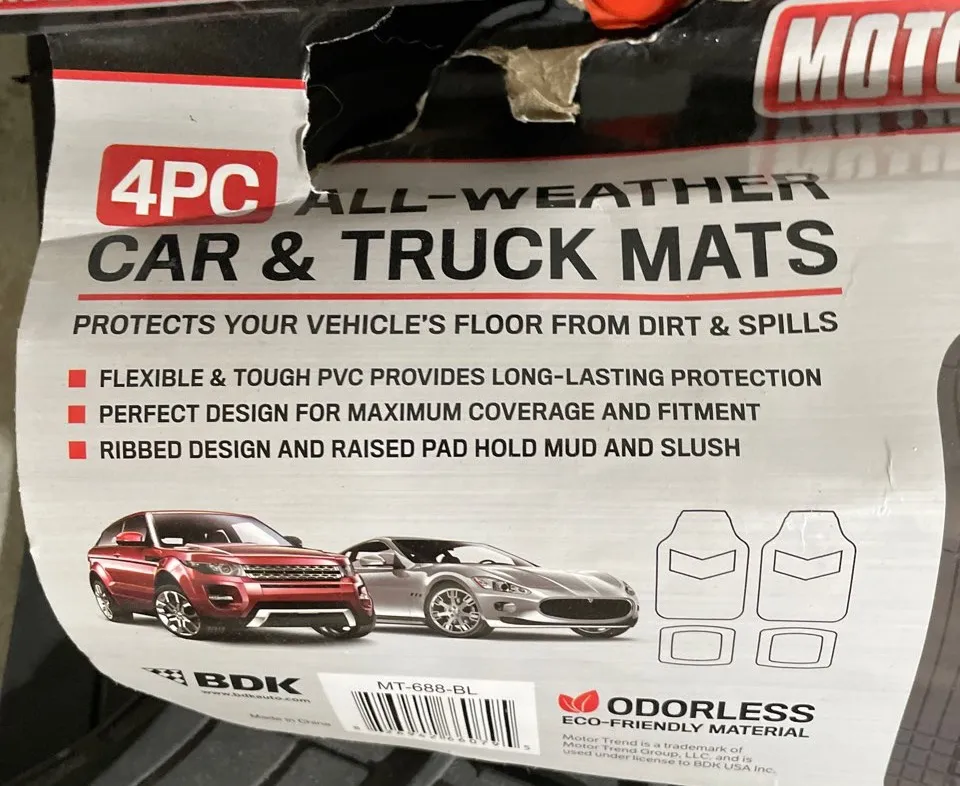 MOTO
4PC ALL-WEATHER
CAR & TRUCK MATS
PROTECTS YOUR VEHICLE'S FLOOR FROM DIRT & SPILLS
FLEXIBLE & TOUGH PVC PROVIDES LONG-LASTING PROTECTION
PERFECT DESIGN FOR MAXIMUM COVERAGE AND FITMENT
RIBBED DESIGN AND RAISED PAD HOLD MUD AND SLUSH
BDK
www.bdkauto.com
Made in China
MT-688-BL
ODORLESS
ECO-FRIENDLY MATERIAL
Motor Trend is a trademark of
Motor Trend Group, LLC. and is
used under license to BDK USA Inc.